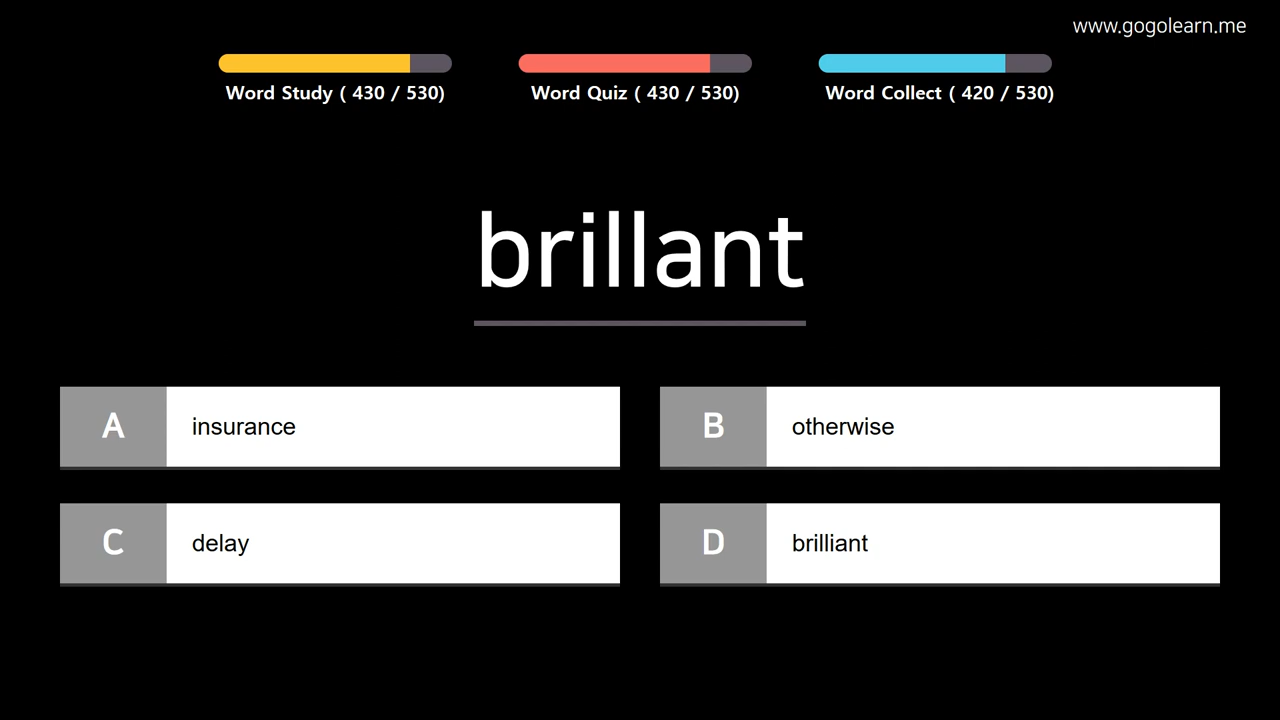 www.gogolearn.me
Word Study ( 430 / 530)
Word Quiz ( 430 / 530)
Word Collect ( 420 / 530)
brillant
A insurance
B otherwise
C delay
D brilliant